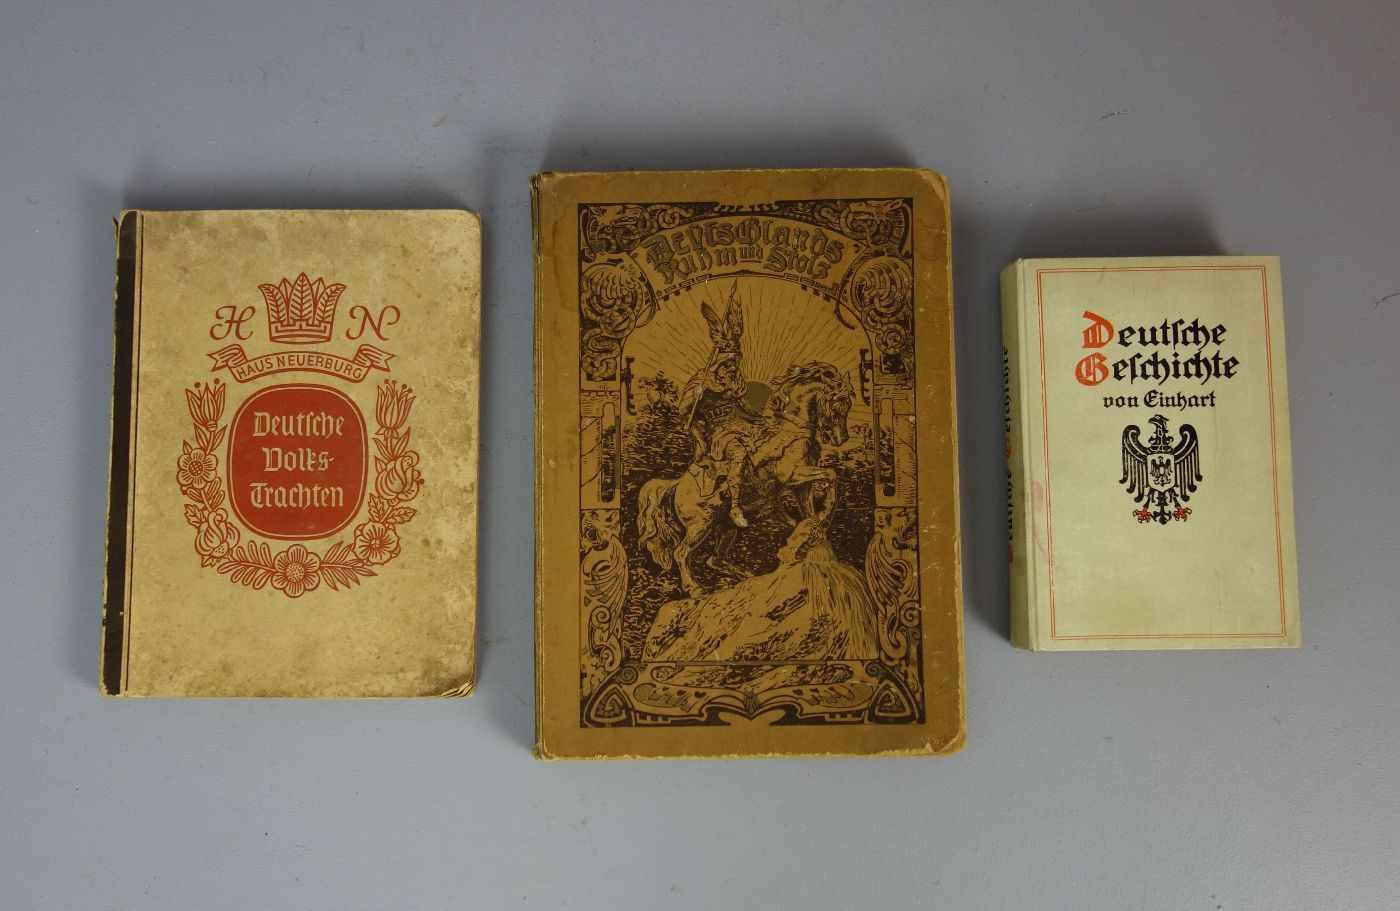 H N
HAUS NEUERBURG
Deutſche
Volks-
Trachten
Deutschlands
Ruhm und Stolz
Deutſche
Geſchichte
von Einhart